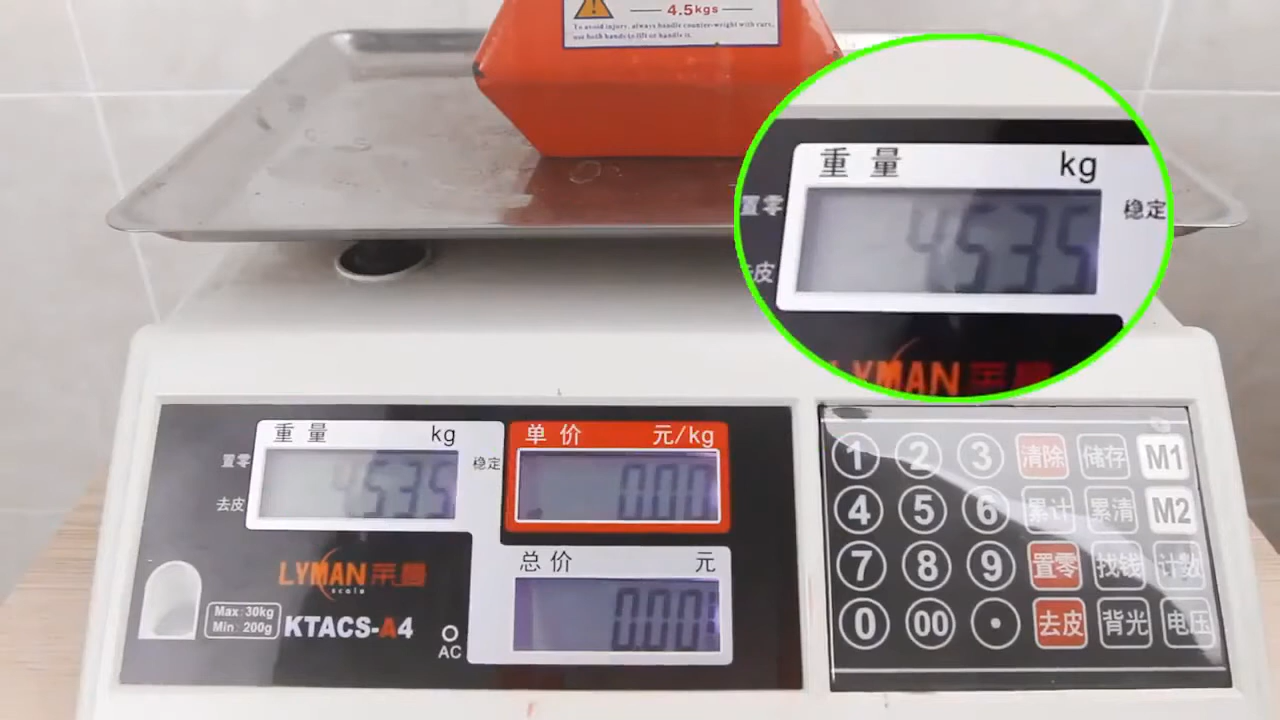 4.5kgs
To avoid injury, always handle counter-weight with care,
use both hands to lift or handle it.
重量 kg
置零 稳定
去皮
4.535
LYMAN
重量 kg
置零
去皮
4.535
稳定
单价 元/kg
0.00
总价 元
0.00
LYMAN
scale
Max: 30kg
Min: 200g
KTACS-A4
AC
1 2 3 清除 储存 M1
4 5 6 累计 累清 M2
7 8 9 置零 找钱 计数
0 00 • 去皮 背光 电压